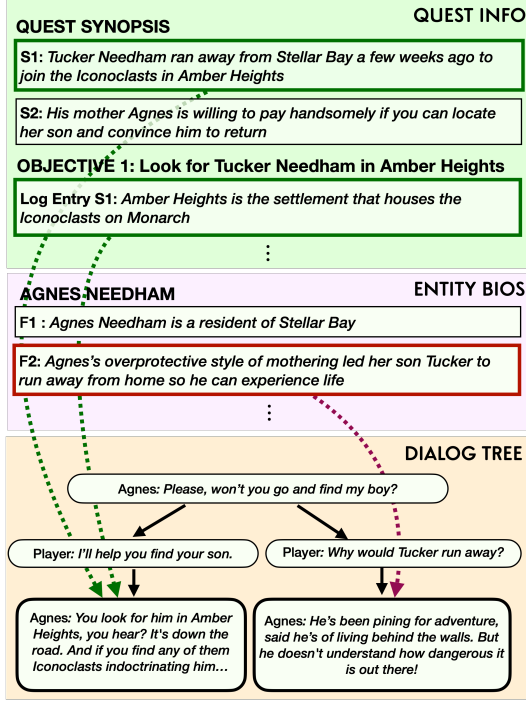 QUEST INFO
QUEST SYNOPSIS
S1: Tucker Needham ran away from Stellar Bay a few weeks ago to
join the Iconoclasts in Amber Heights
S2: His mother Agnes is willing to pay handsomely if you can locate
her son and convince him to return
OBJECTIVE 1: Look for Tucker Needham in Amber Heights
Log Entry S1: Amber Heights is the settlement that houses the
Iconoclasts on Monarch
⋮
ENTITY BIOS
AGNES NEEDHAM
F1 : Agnes Needham is a resident of Stellar Bay
F2: Agnes's overprotective style of mothering led her son Tucker to
run away from home so he can experience life
⋮
DIALOG TREE
Agnes: Please, won't you go and find my boy?
Player: I'll help you find your son.
Player: Why would Tucker run away?
Agnes: You look for him in Amber
Heights, you hear? It's down the
road. And if you find any of them
Iconoclasts indoctrinating him...
Agnes: He's been pining for adventure,
said he's of living behind the walls. But
he doesn't understand how dangerous it
is out there!